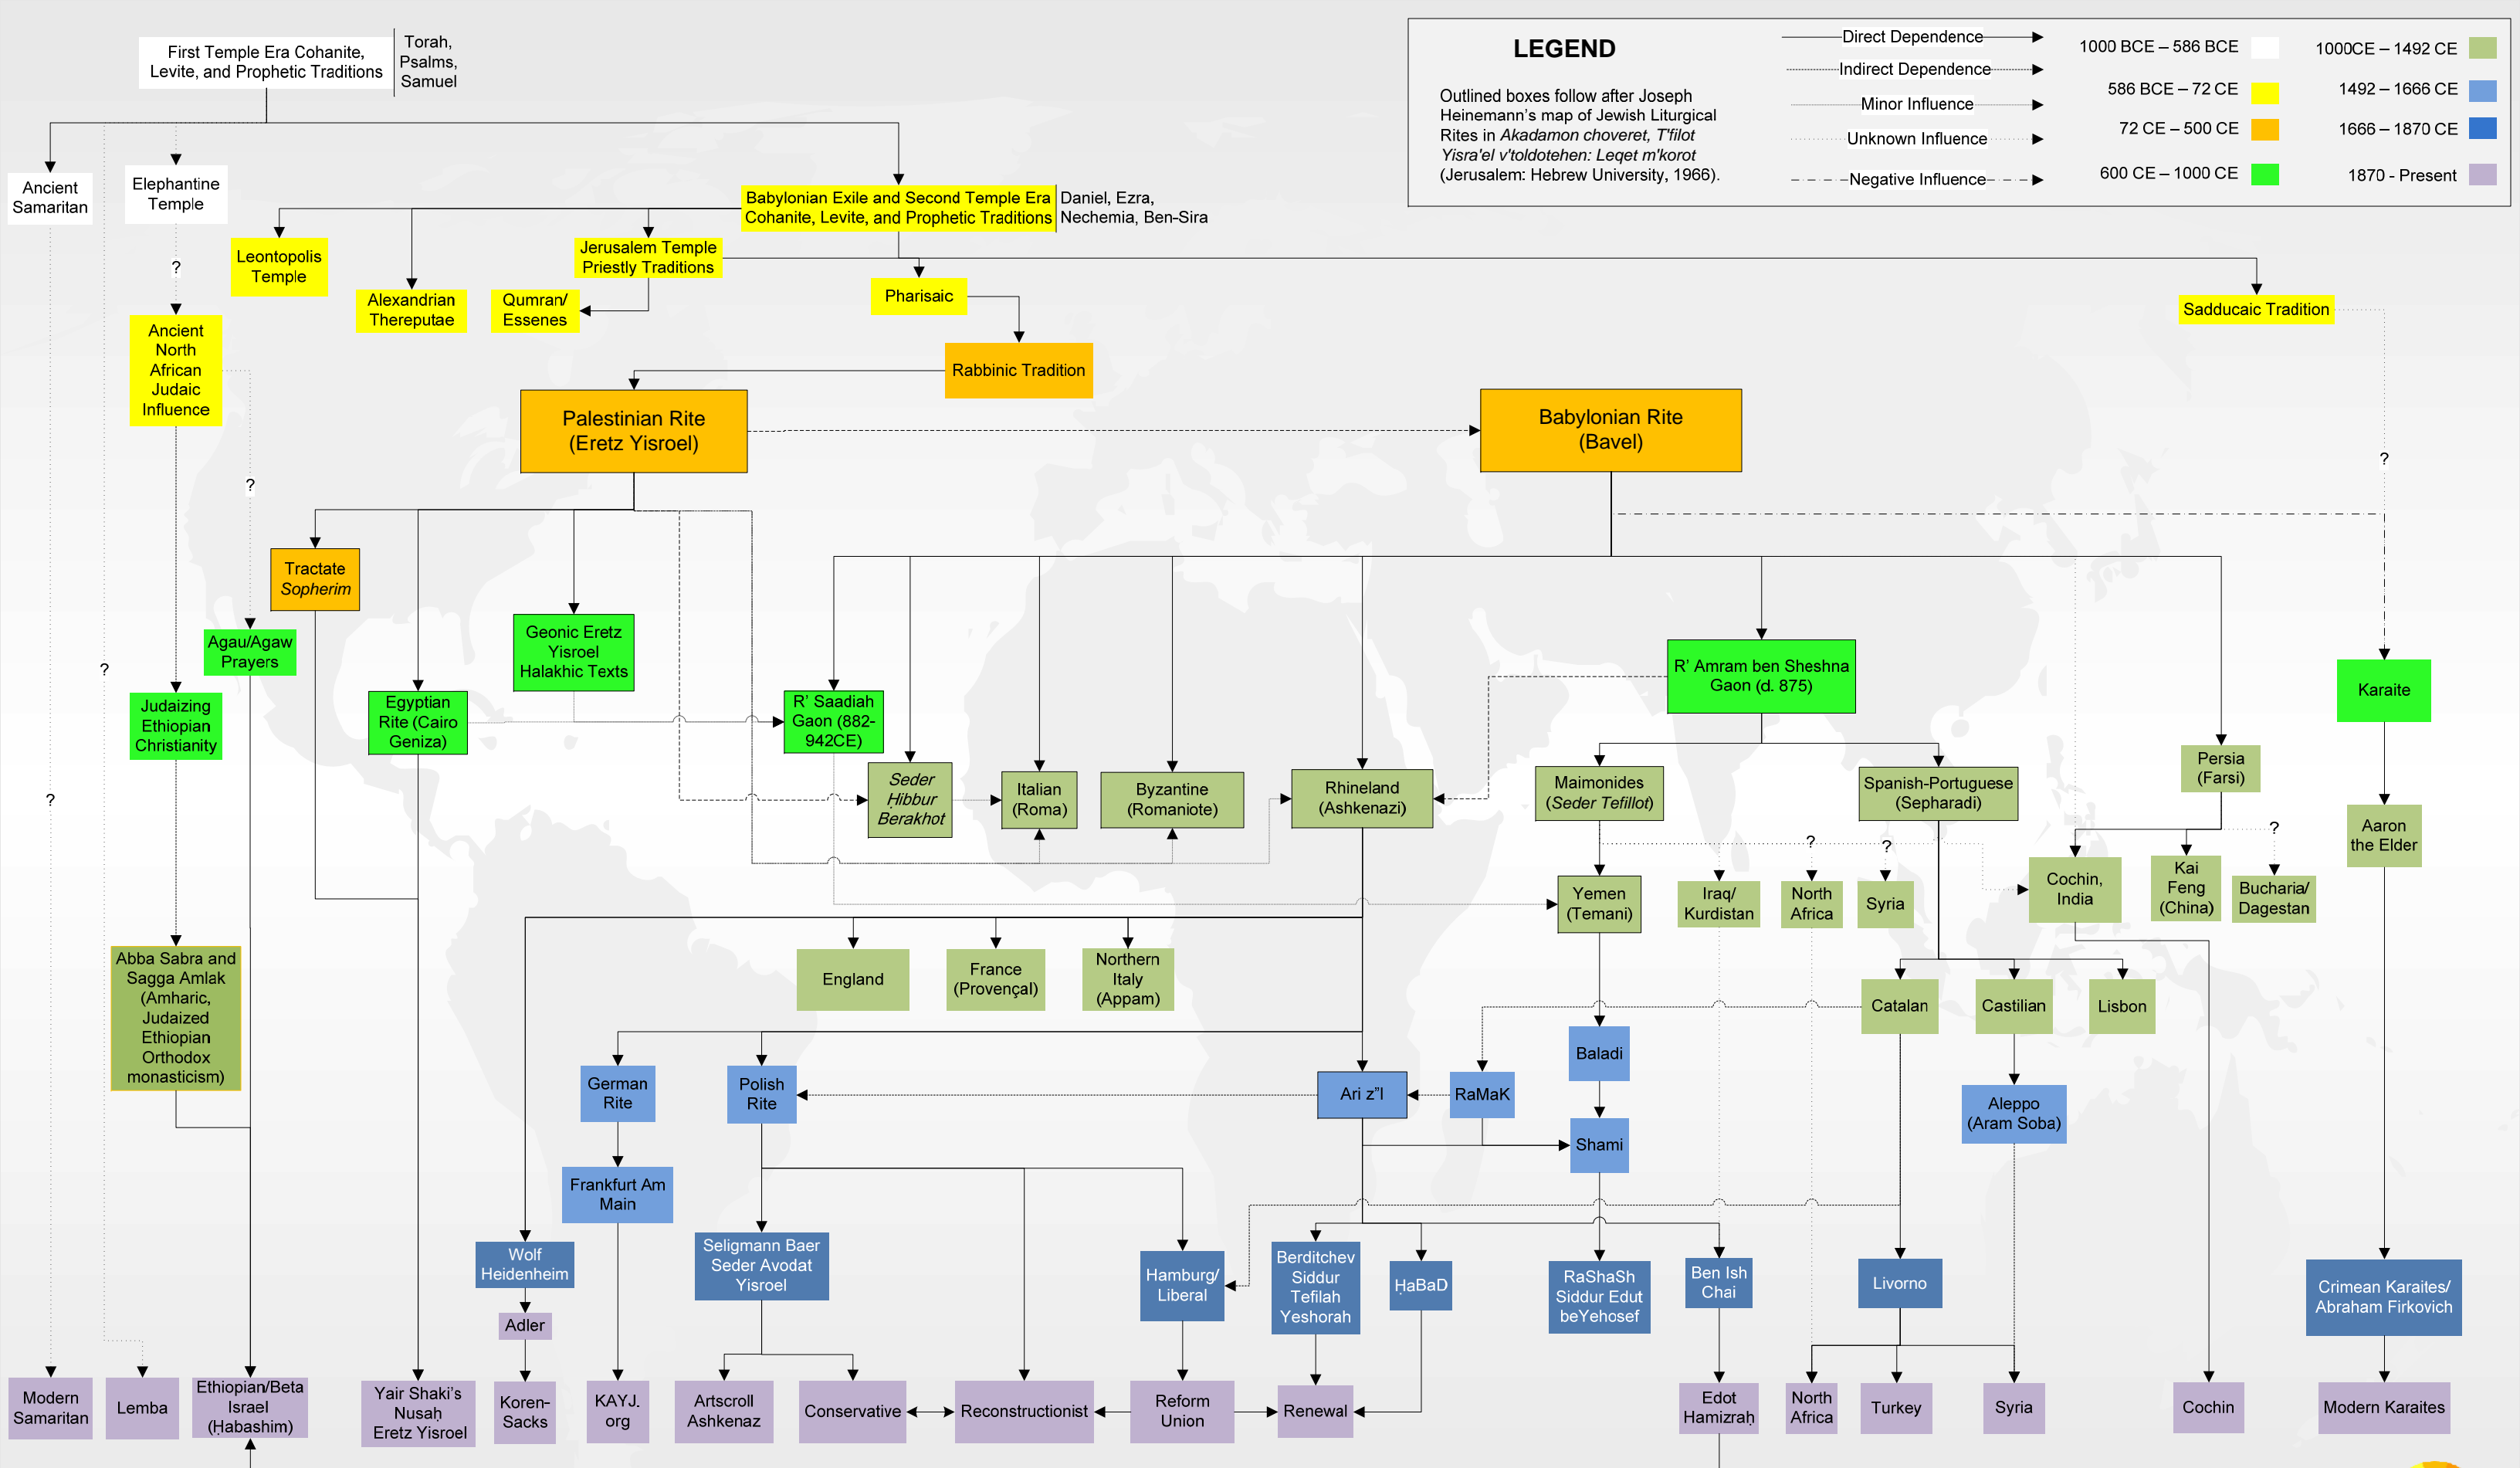 First Temple Era Cohanite,
Levite, and Prophetic Traditions
Torah,
Psalms,
Samuel
LEGEND
Outlined boxes follow after Joseph
Heinemann's map of Jewish Liturgical
Rites in Akadamon choveret, T'filot
Yisra'el v'toldotehen: Leqet m'korot
(Jerusalem: Hebrew University, 1966).
Direct Dependence
Indirect Dependence
Minor Influence
Unknown Influence
Negative Influence
1000 BCE – 586 BCE
586 BCE – 72 CE
72 CE – 500 CE
600 CE – 1000 CE
1000CE – 1492 CE
1492 – 1666 CE
1666 – 1870 CE
1870 - Present
Ancient
Samaritan
Elephantine
Temple
Babylonian Exile and Second Temple Era
Cohanite, Levite, and Prophetic Traditions
Daniel, Ezra,
Nechemia, Ben-Sira
?
Leontopolis
Temple
Jerusalem Temple
Priestly Traditions
Alexandrian
Thereputae
Qumran/
Essenes
Pharisaic
Sadducaic Tradition
Ancient
North
African
Judaic
Influence
Rabbinic Tradition
Palestinian Rite
(Eretz Yisroel)
Babylonian Rite
(Bavel)
?
?
Tractate
Sopherim
Agau/Agaw
Prayers
Geonic Eretz
Yisroel
Halakhic Texts
R' Amram ben Sheshna
Gaon (d. 875)
Karaite
?
Judaizing
Ethiopian
Christianity
Egyptian
Rite (Cairo
Geniza)
R' Saadiah
Gaon (882-
942CE)
Seder
Ḥibbur
Berakhot
Italian
(Roma)
Byzantine
(Romaniote)
Rhineland
(Ashkenazi)
Maimonides
(Seder Tefillot)
Spanish-Portuguese
(Sepharadi)
Persia
(Farsi)
?
Aaron
the Elder
?
?
?
Yemen
(Temani)
Iraq/
Kurdistan
North
Africa
Syria
Cochin,
India
Kai
Feng
(China)
Bucharia/
Dagestan
Abba Sabra and
Sagga Amlak
(Amharic,
Judaized
Ethiopian
Orthodox
monasticism)
England
France
(Provençal)
Northern
Italy
(Appam)
Catalan
Castilian
Lisbon
German
Rite
Polish
Rite
Ari z”l
RaMaK
Baladi
Aleppo
(Aram Soba)
Shami
Frankfurt Am
Main
Wolf
Heidenheim
Seligmann Baer
Seder Avodat
Yisroel
Hamburg/
Liberal
Berditchev
Siddur
Tefilah
Yeshorah
ḤaBaD
RaShaSh
Siddur Edut
beYehosef
Ben Ish
Chai
Livorno
Crimean Karaites/
Abraham Firkovich
Adler
Modern
Samaritan
Lemba
Ethiopian/Beta
Israel
(Ḥabashim)
Yair Shaki's
Nusaḥ
Eretz Yisroel
Koren-
Sacks
KAYJ.
org
Artscroll
Ashkenaz
Conservative
Reconstructionist
Reform
Union
Renewal
Edot
Hamizraḥ
North
Africa
Turkey
Syria
Cochin
Modern Karaites